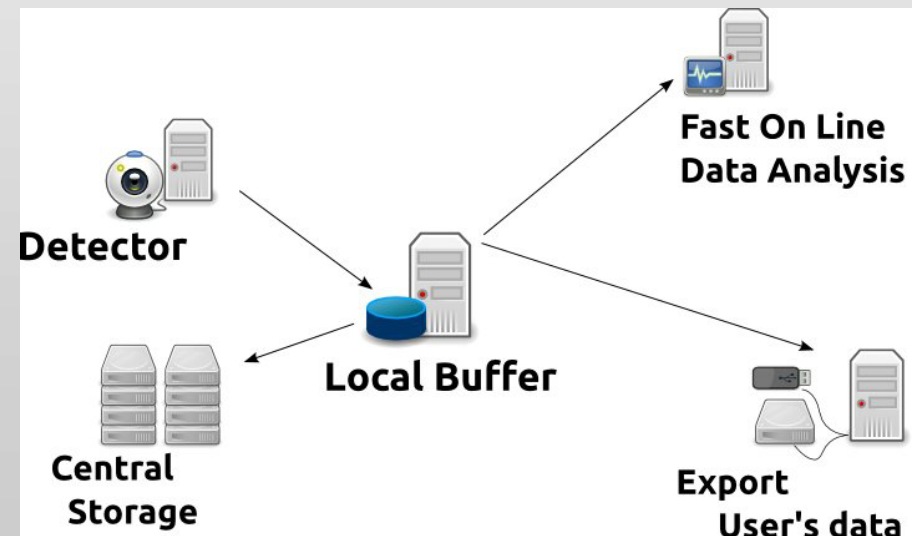 Fast On Line
Data Analysis
Detector
Local Buffer
Central
Storage
Export
User's data